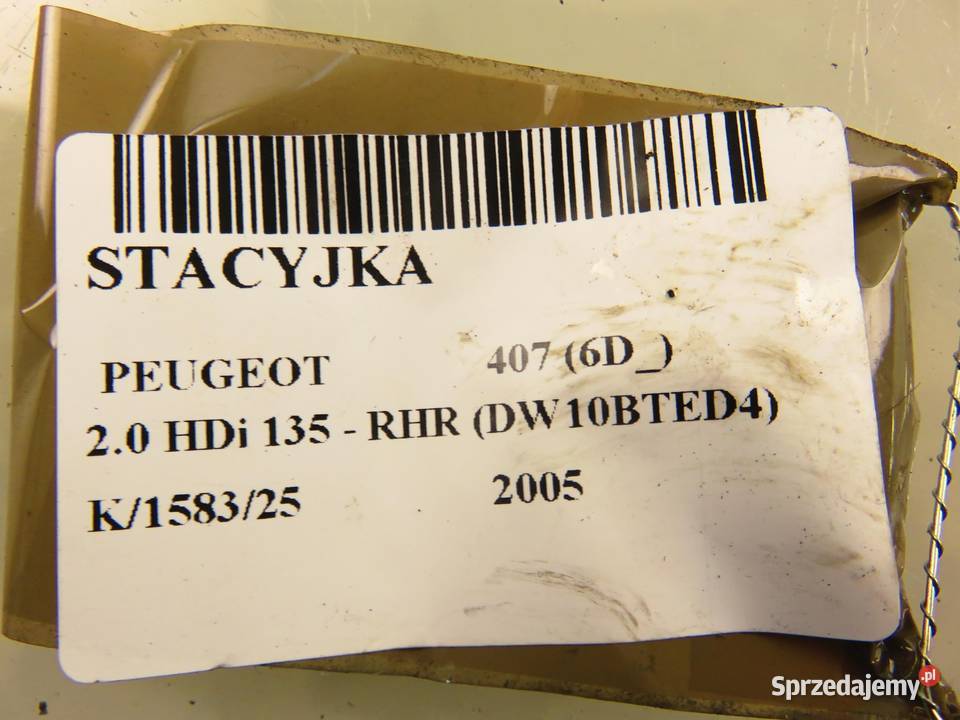 STACYJKA
PEUGEOT 407 (6D_)
2.0 HDi 135 - RHR (DW10BTED4)
K/1583/25 2005
Sprzedajemy.pl